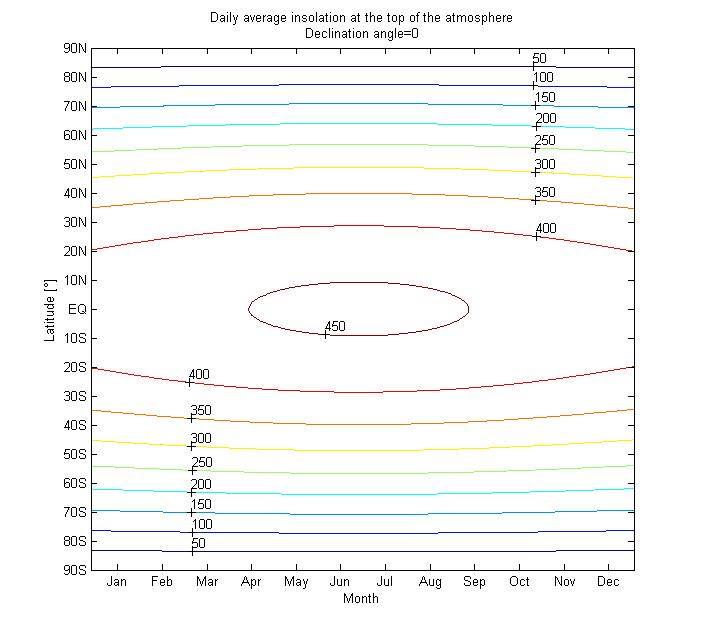 Daily average insolation at the top of the atmosphere
Declination angle=0
90N
80N
70N
60N
50N
40N
30N
20N
10N
EQ
10S
20S
30S
40S
50S
60S
70S
80S
90S
Latitude [°]
50
100
150
200
250
300
350
400
450
400
350
300
250
200
150
100
50
Jan Feb Mar Apr May Jun Jul Aug Sep Oct Nov Dec
Month